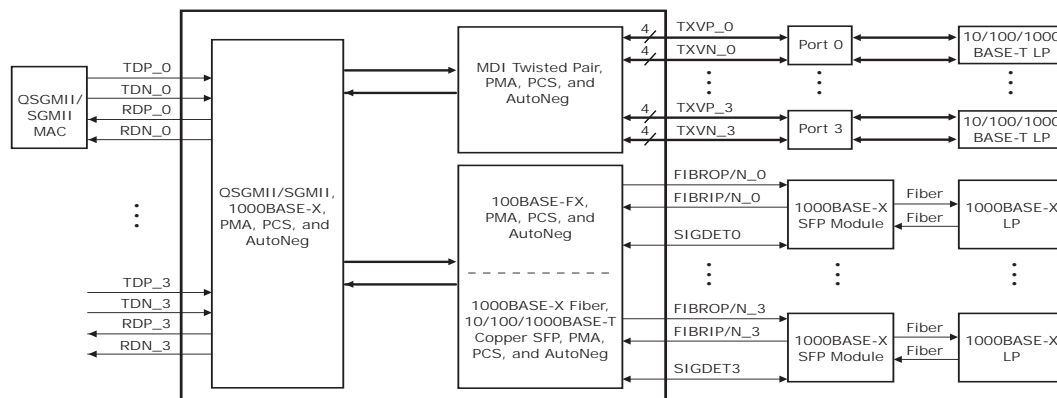 QSGMII/
SGMII
MAC
TDP_0
TDN_0
RDP_0
RDN_0
TDP_3
TDN_3
RDP_3
RDN_3
QSGMII/SGMII,
1000BASE-X,
PMA, PCS, and
AutoNeg
MDI Twisted Pair,
PMA, PCS, and
AutoNeg
100BASE-FX,
PMA, PCS, and
AutoNeg
1000BASE-X Fiber,
10/100/1000BASE-T
Copper SFP, PMA,
PCS, and AutoNeg
4
TXVP_0
4
TXVN_0
4
TXVP_3
4
TXVN_3
Port 0
Port 3
10/100/1000
BASE-T LP
10/100/1000
BASE-T LP
FIBROP/N_0
FIBRIP/N_0
SIGDET0
1000BASE-X
SFP Module
Fiber
Fiber
1000BASE-X
LP
FIBROP/N_3
FIBRIP/N_3
SIGDET3
1000BASE-X
SFP Module
Fiber
Fiber
1000BASE-X
LP